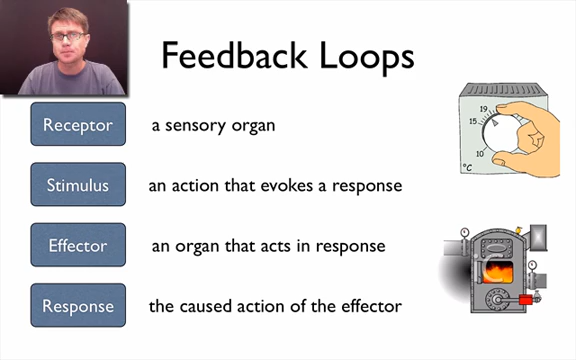 Feedback Loops
Receptor a sensory organ
Stimulus an action that evokes a response
Effector an organ that acts in response
Response the caused action of the effector
19
15
10
°C